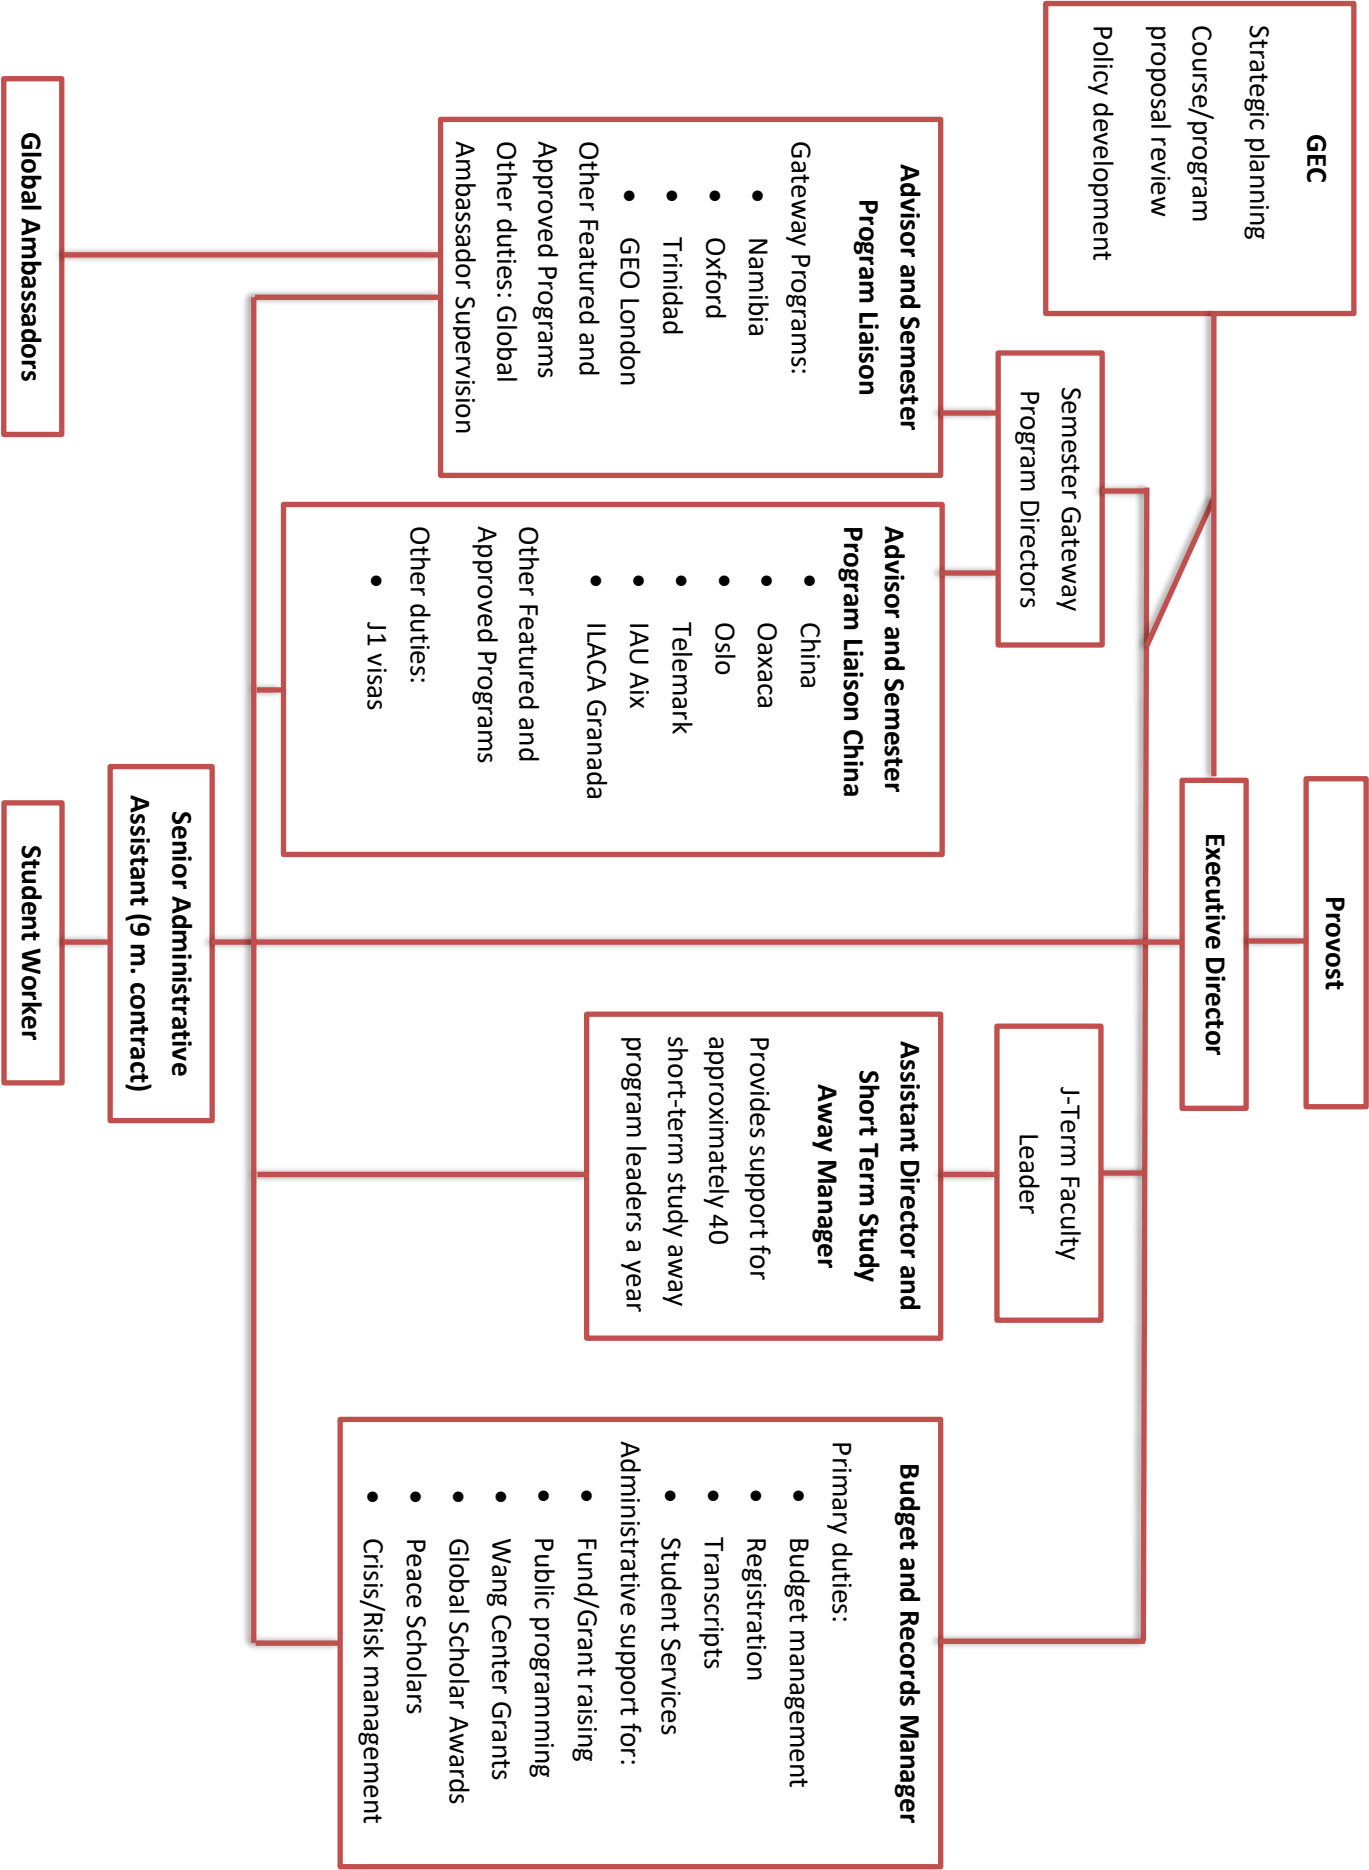 Provost
Executive Director
GEC
Strategic planning
Course/program
proposal review
Policy development
Semester Gateway
Program Directors
J-Term Faculty
Leader
Advisor and Semester
Program Liaison
Gateway Programs:
• Namibia
• Oxford
• Trinidad
• GEO London
Other Featured and
Approved Programs
Other duties: Global
Ambassador Supervision
Advisor and Semester
Program Liaison China
• China
• Oaxaca
• Oslo
• Telemark
• IAU Aix
• ILACA Granada
Other Featured and
Approved Programs
Other duties:
• J1 visas
Assistant Director and
Short Term Study
Away Manager
Provides support for
approximately 40
short-term study away
program leaders a year
Budget and Records Manager
Primary duties:
• Budget management
• Registration
• Transcripts
• Student Services
Administrative support for:
• Fund/Grant raising
• Public programming
• Wang Center Grants
• Global Scholar Awards
• Peace Scholars
• Crisis/Risk management
Senior Administrative
Assistant (9 m. contract)
Global Ambassadors
Student Worker